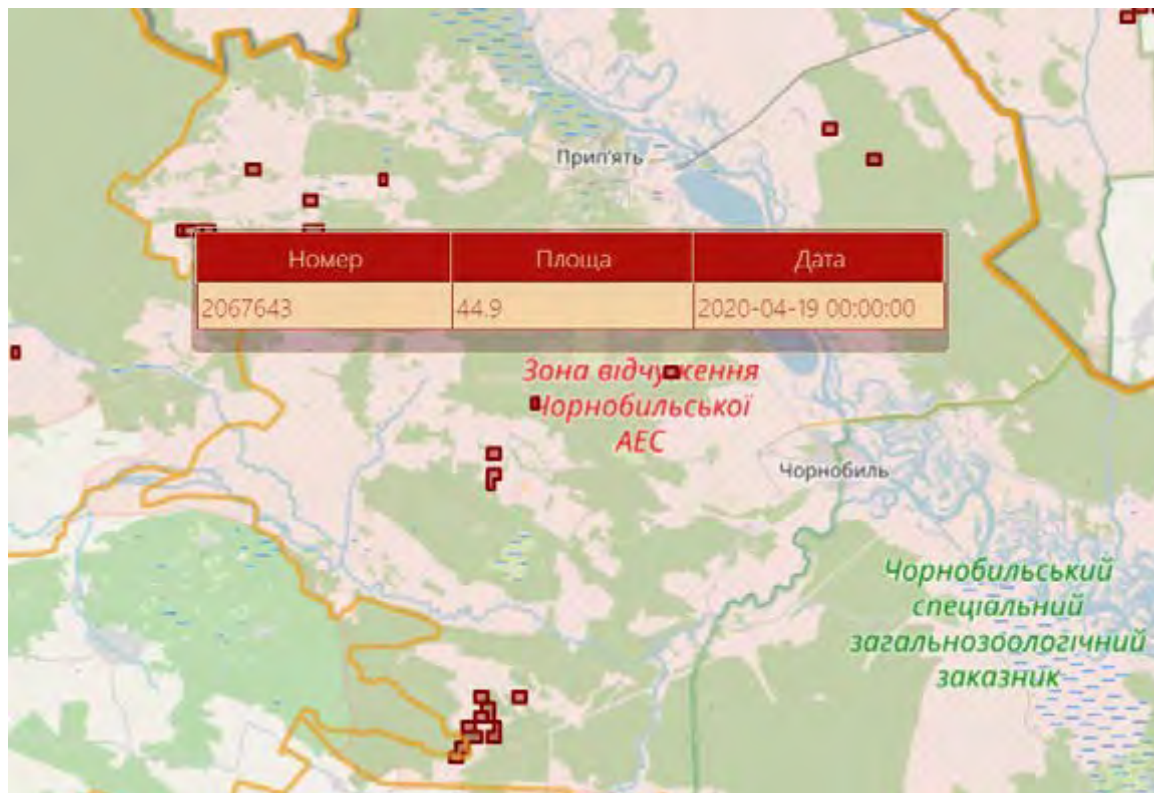 Прип'ять
Номер Площа Дата
2067643 44.9 2020-04-19 00:00:00
Зона відчуження
Чорнобильської
АЕС
Чорнобиль
Чорнобильський
спеціальний
загальнозоологічний
заказник